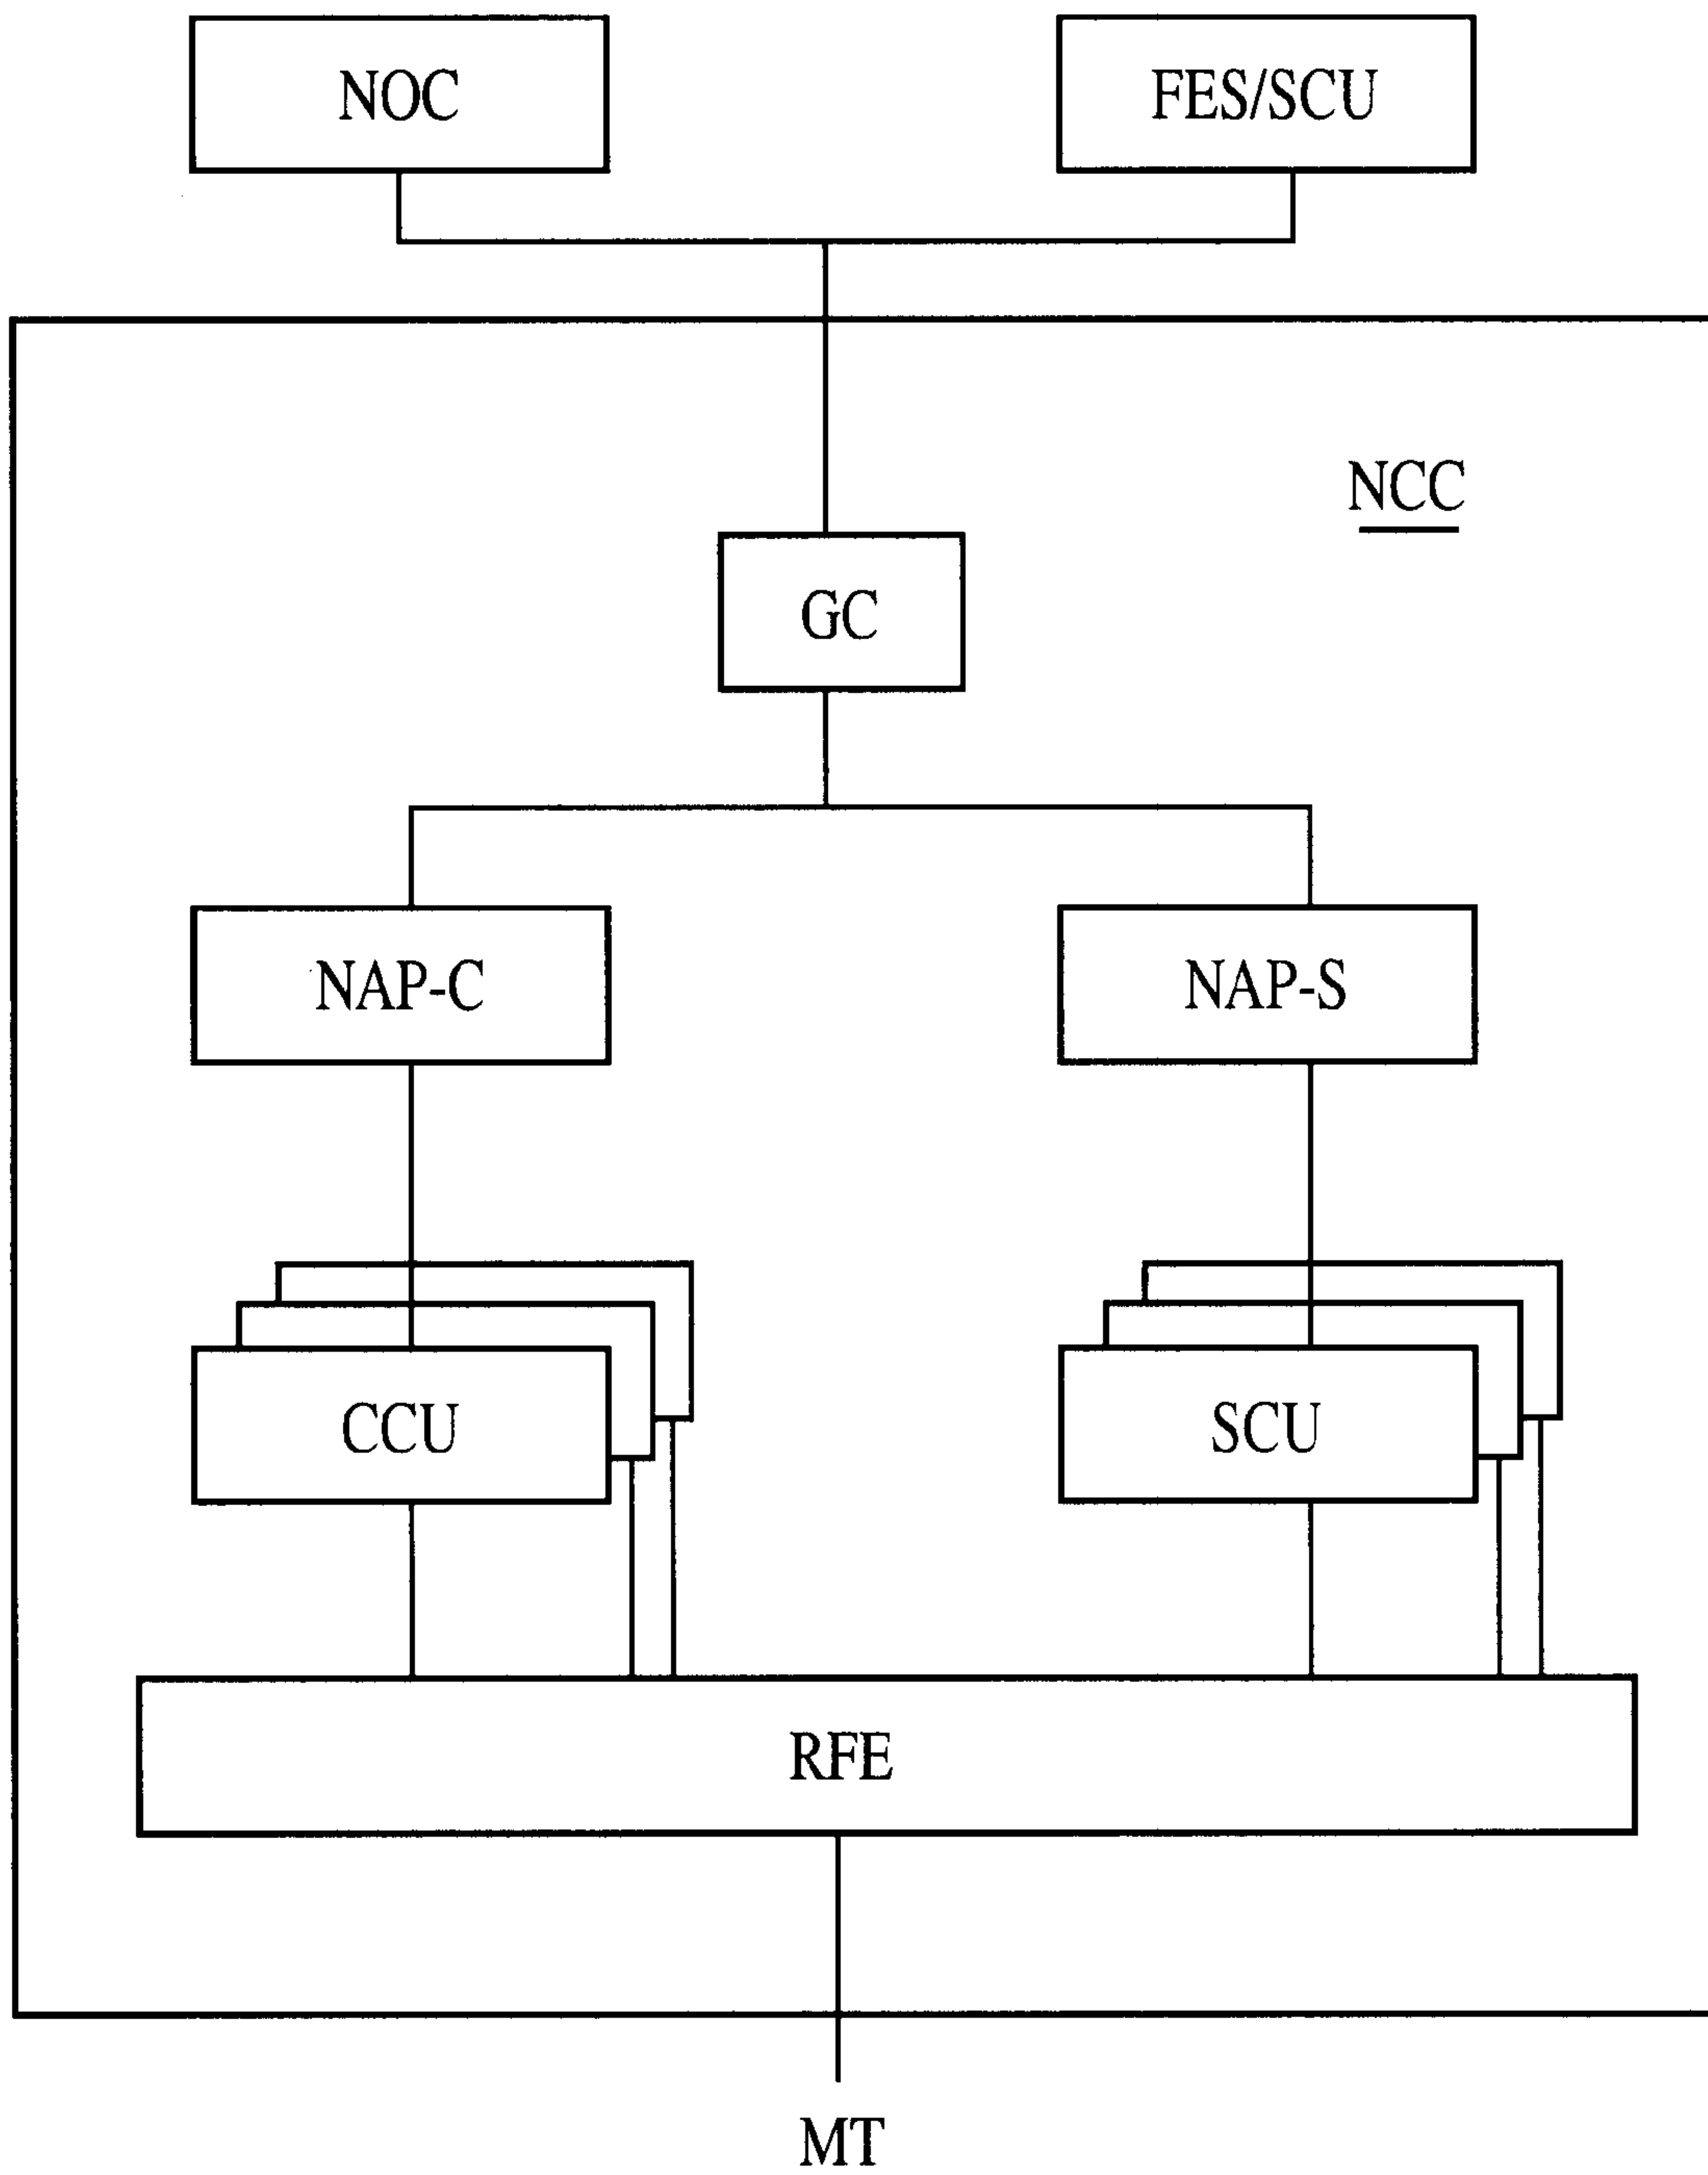 NOC
FES/SCU
NCC
GC
NAP-C
NAP-S
CCU
SCU
RFE
MT